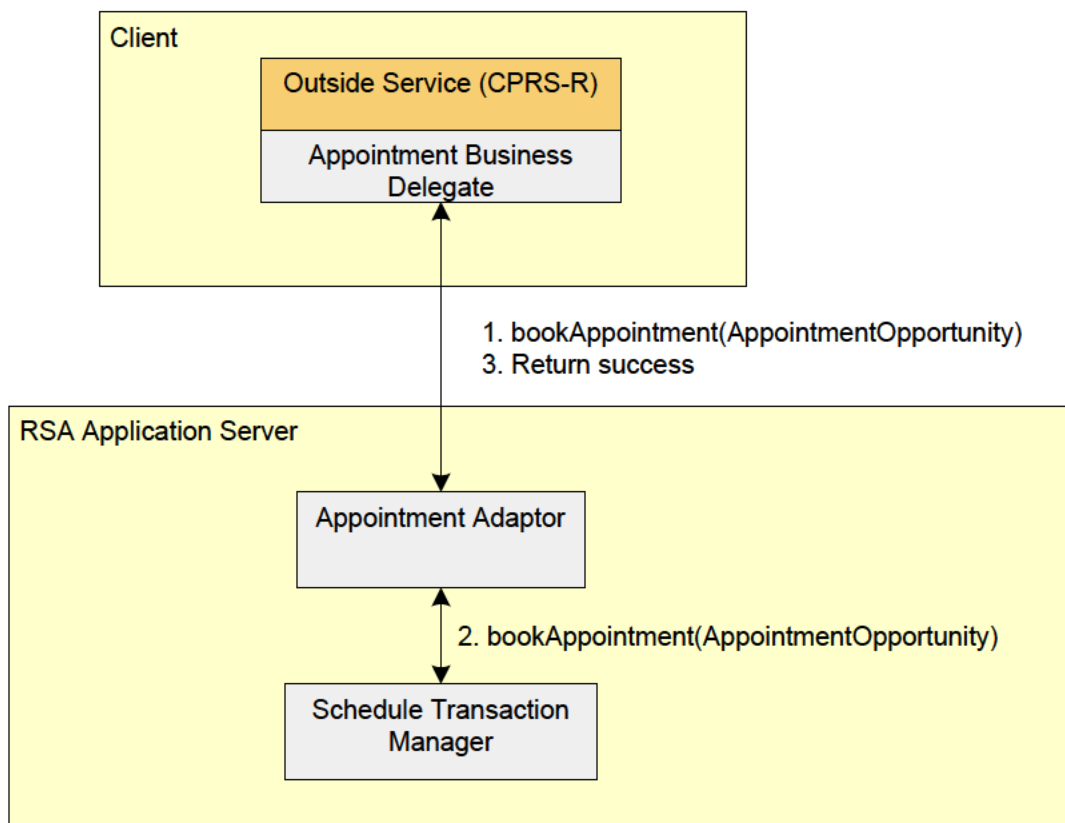 Client
Outside Service (CPRS-R)
Appointment Business
Delegate
1. bookAppointment(AppointmentOpportunity)
3. Return success
RSA Application Server
Appointment Adaptor
2. bookAppointment(AppointmentOpportunity)
Schedule Transaction
Manager